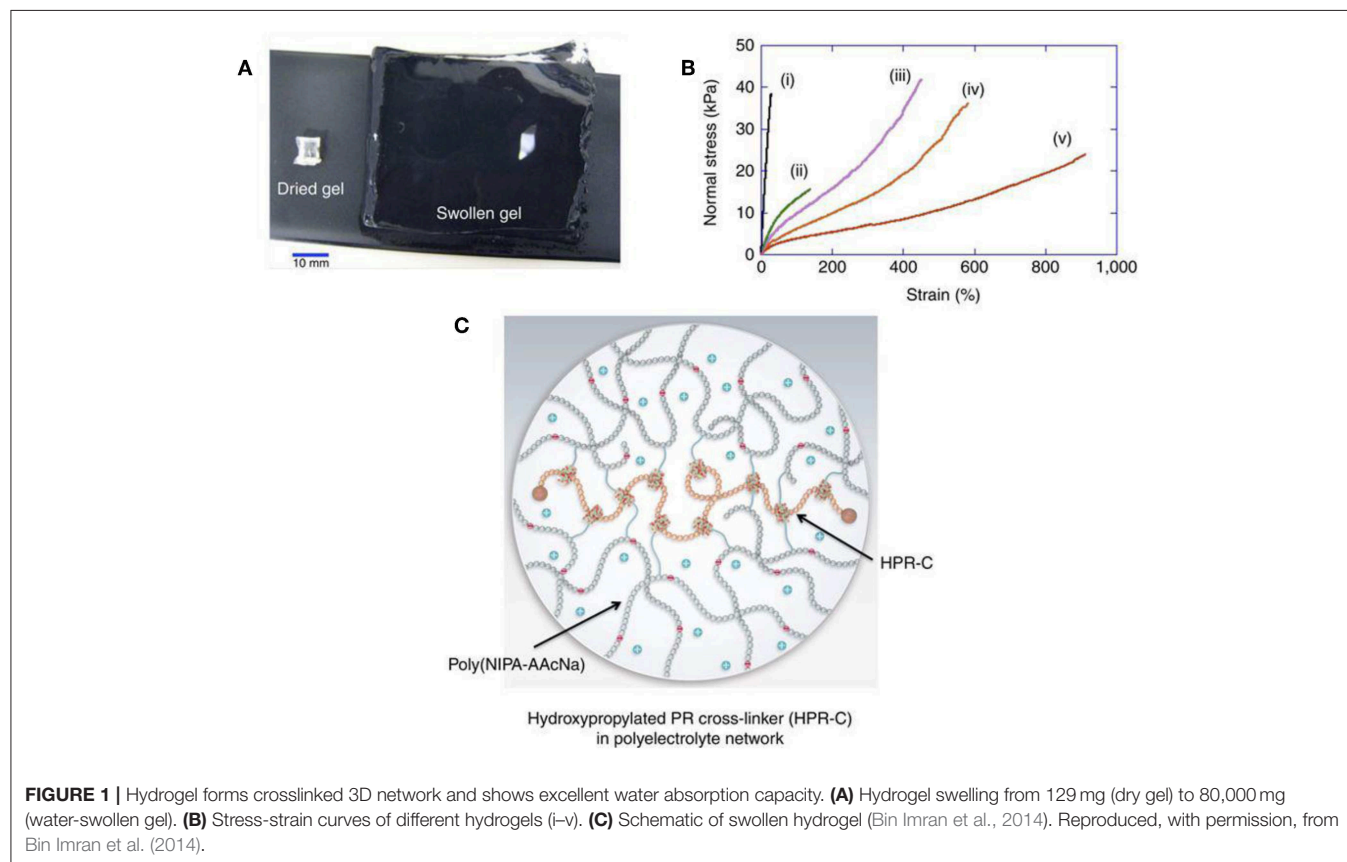 A
Dried gel
Swollen gel
10 mm
B
Normal stress (kPa)
50
40
30
20
10
0
(i)
(ii)
(iii)
(iv)
(v)
0
200
400
600
800
1,000
Strain (%)
C
HPR-C
Poly(NIPA-AAcNa)
Hydroxypropylated PR cross-linker (HPR-C)
in polyelectrolyte network
FIGURE 1 | Hydrogel forms crosslinked 3D network and shows excellent water absorption capacity. (A) Hydrogel swelling from 129 mg (dry gel) to 80,000 mg
(water-swollen gel). (B) Stress-strain curves of different hydrogels (i–v). (C) Schematic of swollen hydrogel (Bin Imran et al., 2014). Reproduced, with permission, from
Bin Imran et al. (2014).